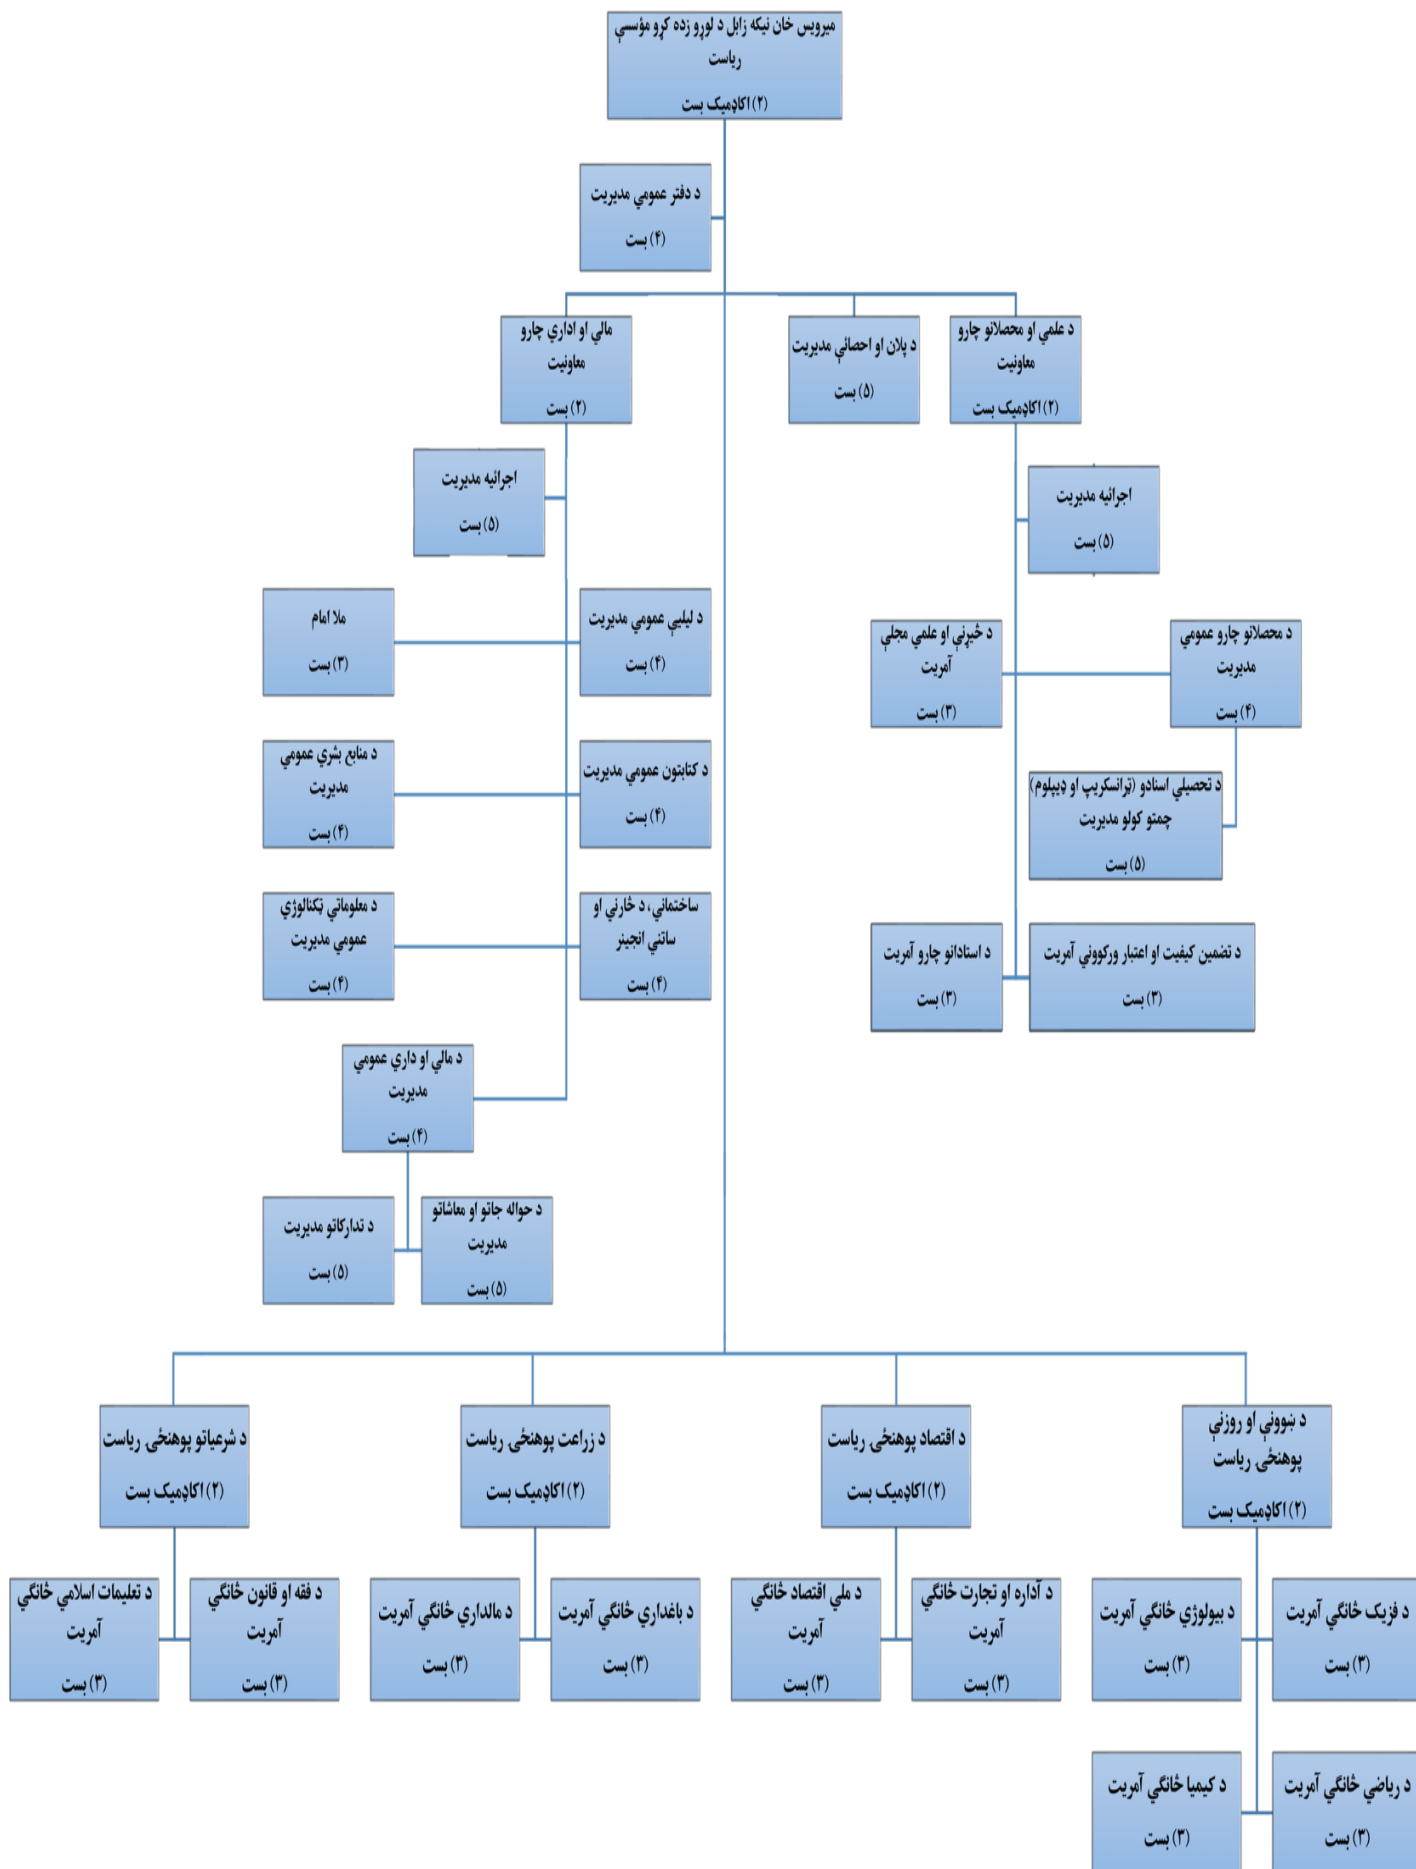 میرویس خان نیکه زابل د لوړو زده کړو مؤسسې
ریاست
(۲) اکاډمیک بست
د دفتر عمومي مدیریت
(۴) بست
د علمي او محصلانو چارو
معاونیت
(۲) اکاډمیک بست
د پلان او احصائې مدیریت
(۵) بست
مالي او اداري چارو
معاونیت
(۲) بست
اجرائیه مدیریت
(۵) بست
اجرائیه مدیریت
(۵) بست
د محصلانو چارو عمومي
مدیریت
(۴) بست
د څیړنې او علمي مجلې
آمریت
(۳) بست
د تحصیلي اسنادو (ټرانسکریپ او ډیپلوم)
چمتو کولو مدیریت
(۵) بست
د تضمین کیفیت او اعتبار ورکوونې آمریت
(۳) بست
د استادانو چارو آمریت
(۳) بست
د لیلیې عمومي مدیریت
(۴) بست
ملا امام
(۳) بست
د کتابتون عمومي مدیریت
(۴) بست
د منابع بشري عمومي
مدیریت
(۴) بست
ساختماني، د څارني او
ساتني انجینر
(۴) بست
د معلوماتي ټکنالوژي
عمومي مدیریت
(۴) بست
د مالي او داري عمومي
مدیریت
(۴) بست
د حواله جاتو او معاشاتو
مدیریت
(۵) بست
د تدارکاتو مدیریت
(۵) بست
د ښوونې او روزنې
پوهنځۍ ریاست
(۲) اکاډمیک بست
د اقتصاد پوهنځۍ ریاست
(۲) اکاډمیک بست
د زراعت پوهنځۍ ریاست
(۲) اکاډمیک بست
د شرعیاتو پوهنځۍ ریاست
(۲) اکاډمیک بست
د فزیک څانګې آمریت
(۳) بست
د بیولوژي څانګې آمریت
(۳) بست
د آداره او تجارت څانګې
آمریت
(۳) بست
د ملي اقتصاد څانګې
آمریت
(۳) بست
د باغداري څانګې آمریت
(۳) بست
د مالداري څانګې آمریت
(۳) بست
د فقه او قانون څانګې
آمریت
(۳) بست
د تعلیمات اسلامي څانګې
آمریت
(۳) بست
د ریاضي څانګې آمریت
(۳) بست
د کیمیا څانګې آمریت
(۳) بست